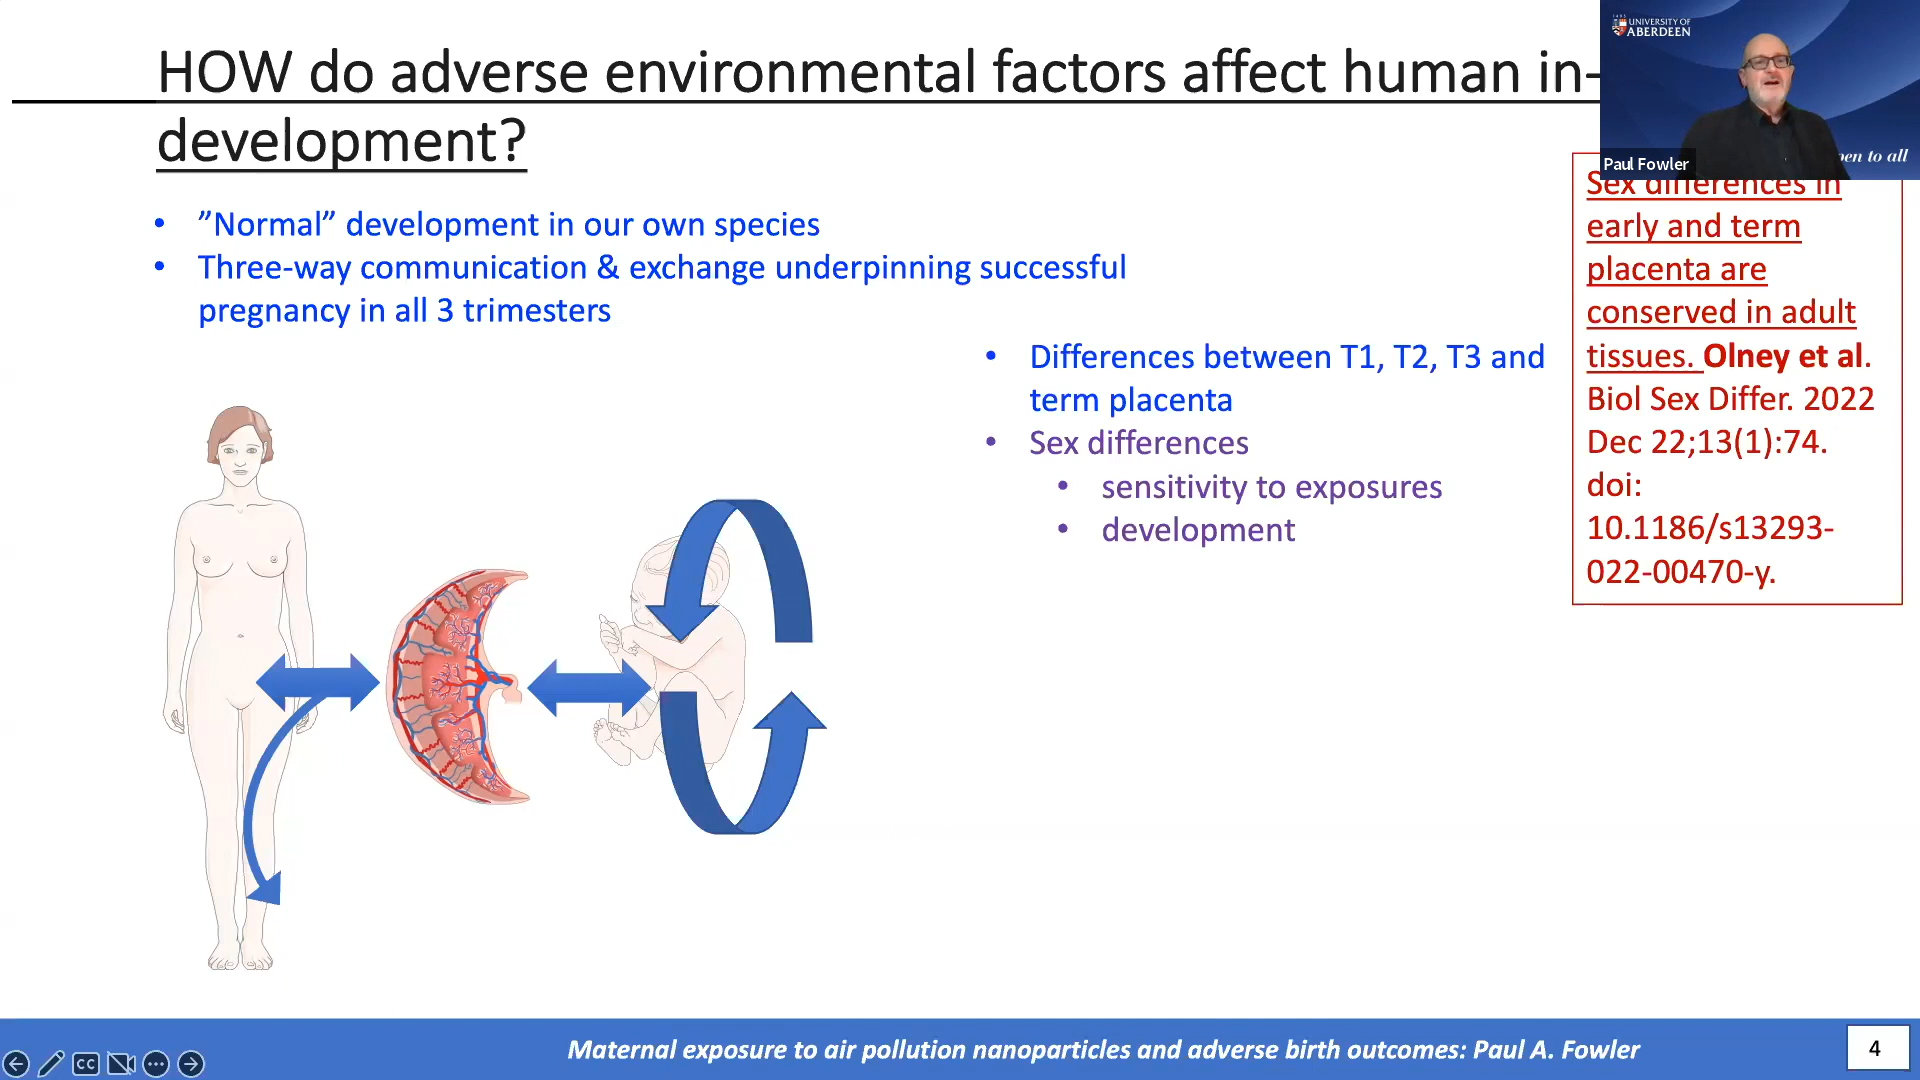 HOW do adverse environmental factors affect human in-
development?
UNIVERSITY OF
ABERDEEN
Paul Fowler
pen to all
• ”Normal” development in our own species
• Three-way communication & exchange underpinning successful
pregnancy in all 3 trimesters
• Differences between T1, T2, T3 and
term placenta
• Sex differences
• sensitivity to exposures
• development
Sex differences in
early and term
placenta are
conserved in adult
tissues. Olney et al.
Biol Sex Differ. 2022
Dec 22;13(1):74.
doi:
10.1186/s13293-
022-00470-y.
CC
Maternal exposure to air pollution nanoparticles and adverse birth outcomes: Paul A. Fowler
4